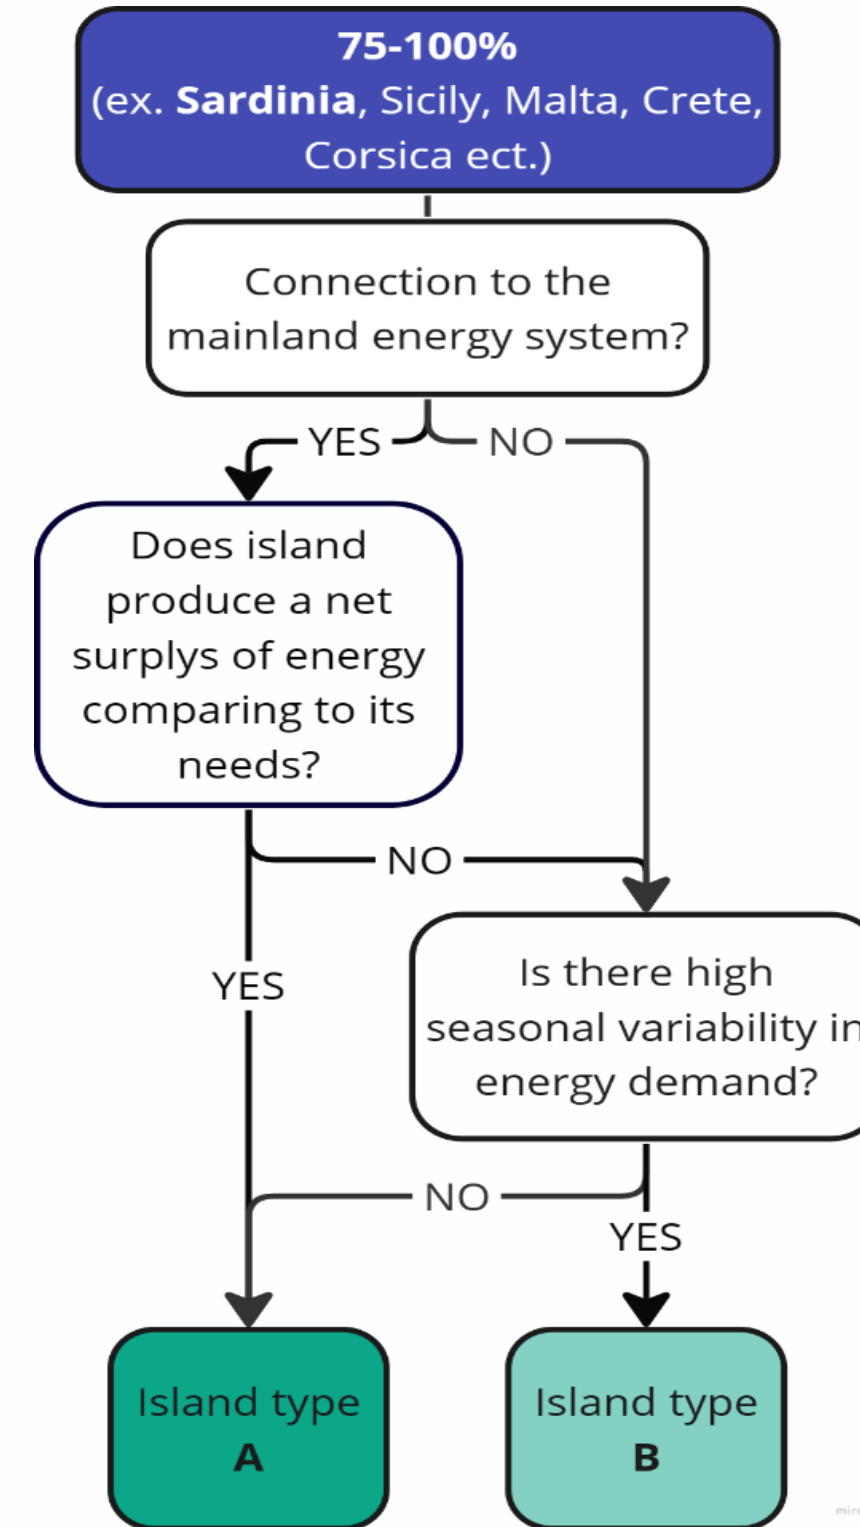 75-100%
(ex. Sardinia, Sicily, Malta, Crete,
Corsica ect.)
Connection to the
mainland energy system?
YES
NO
Does island
produce a net
surplys of energy
comparing to its
needs?
NO
YES
Is there high
seasonal variability in
energy demand?
NO
YES
Island type
A
Island type
B